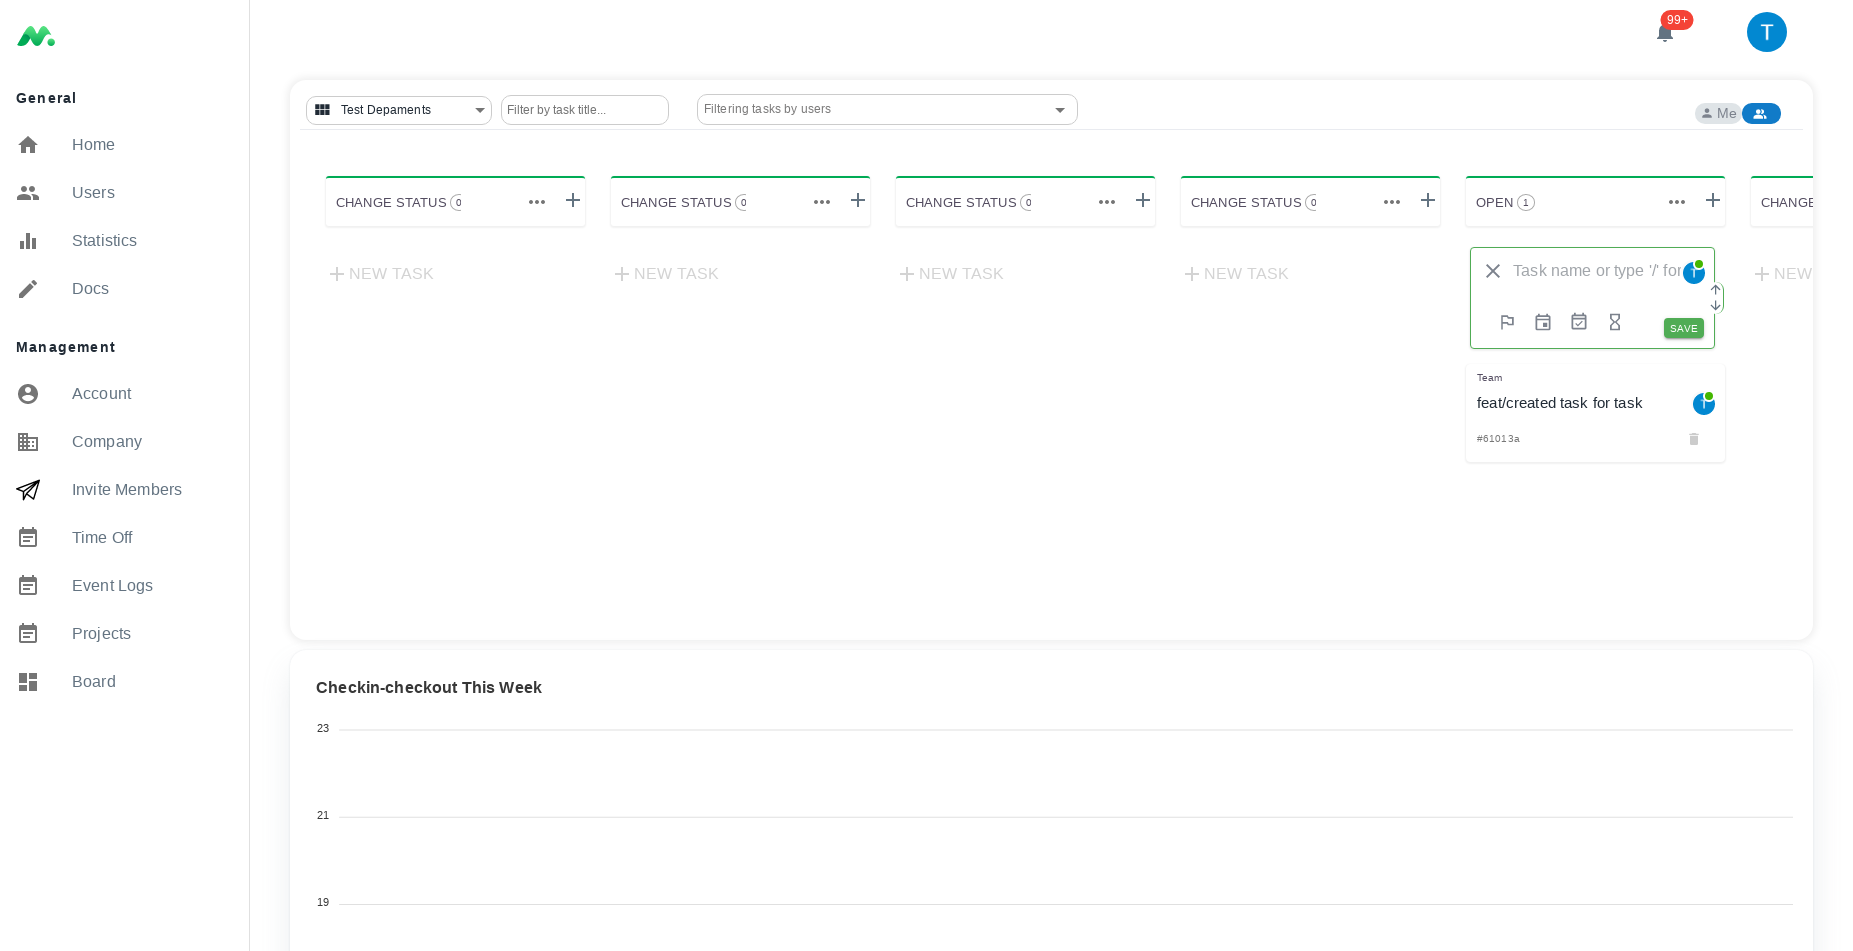 99+
T
General
Home
Users
Statistics
Docs
Management
Account
Company
Invite Members
Time Off
Event Logs
Projects
Board
Test Depaments
Filter by task title...
Filtering tasks by users
Me
CHANGE STATUS 0
CHANGE STATUS 0
CHANGE STATUS 0
CHANGE STATUS 0
OPEN 1
CHANGE
NEW TASK
NEW TASK
NEW TASK
NEW TASK
Task name or type '/' for
T
SAVE
NEW
Team
feat/created task for task
T
#61013a
Checkin-checkout This Week
23
21
19